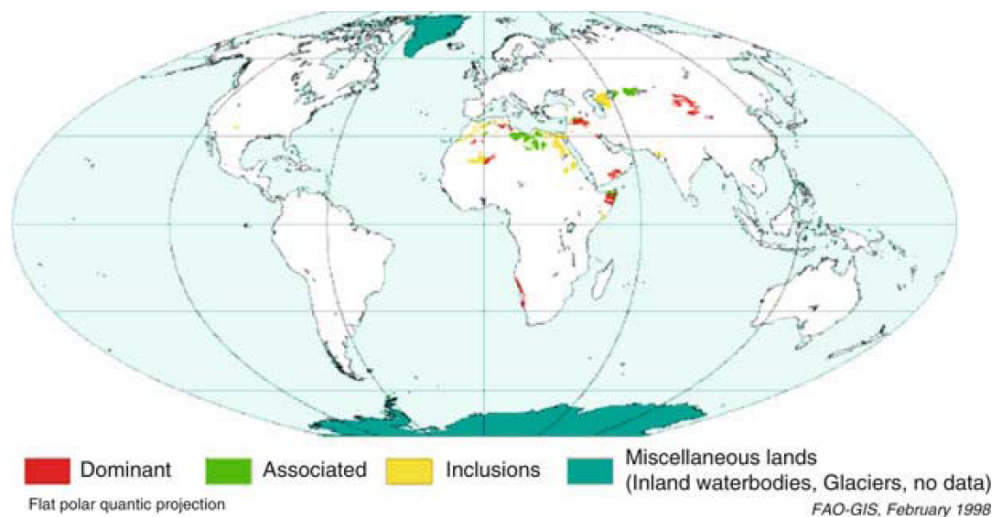 Dominant
Associated
Inclusions
Miscellaneous lands
(Inland waterbodies, Glaciers, no data)
Flat polar quantic projection
FAO-GIS, February 1998